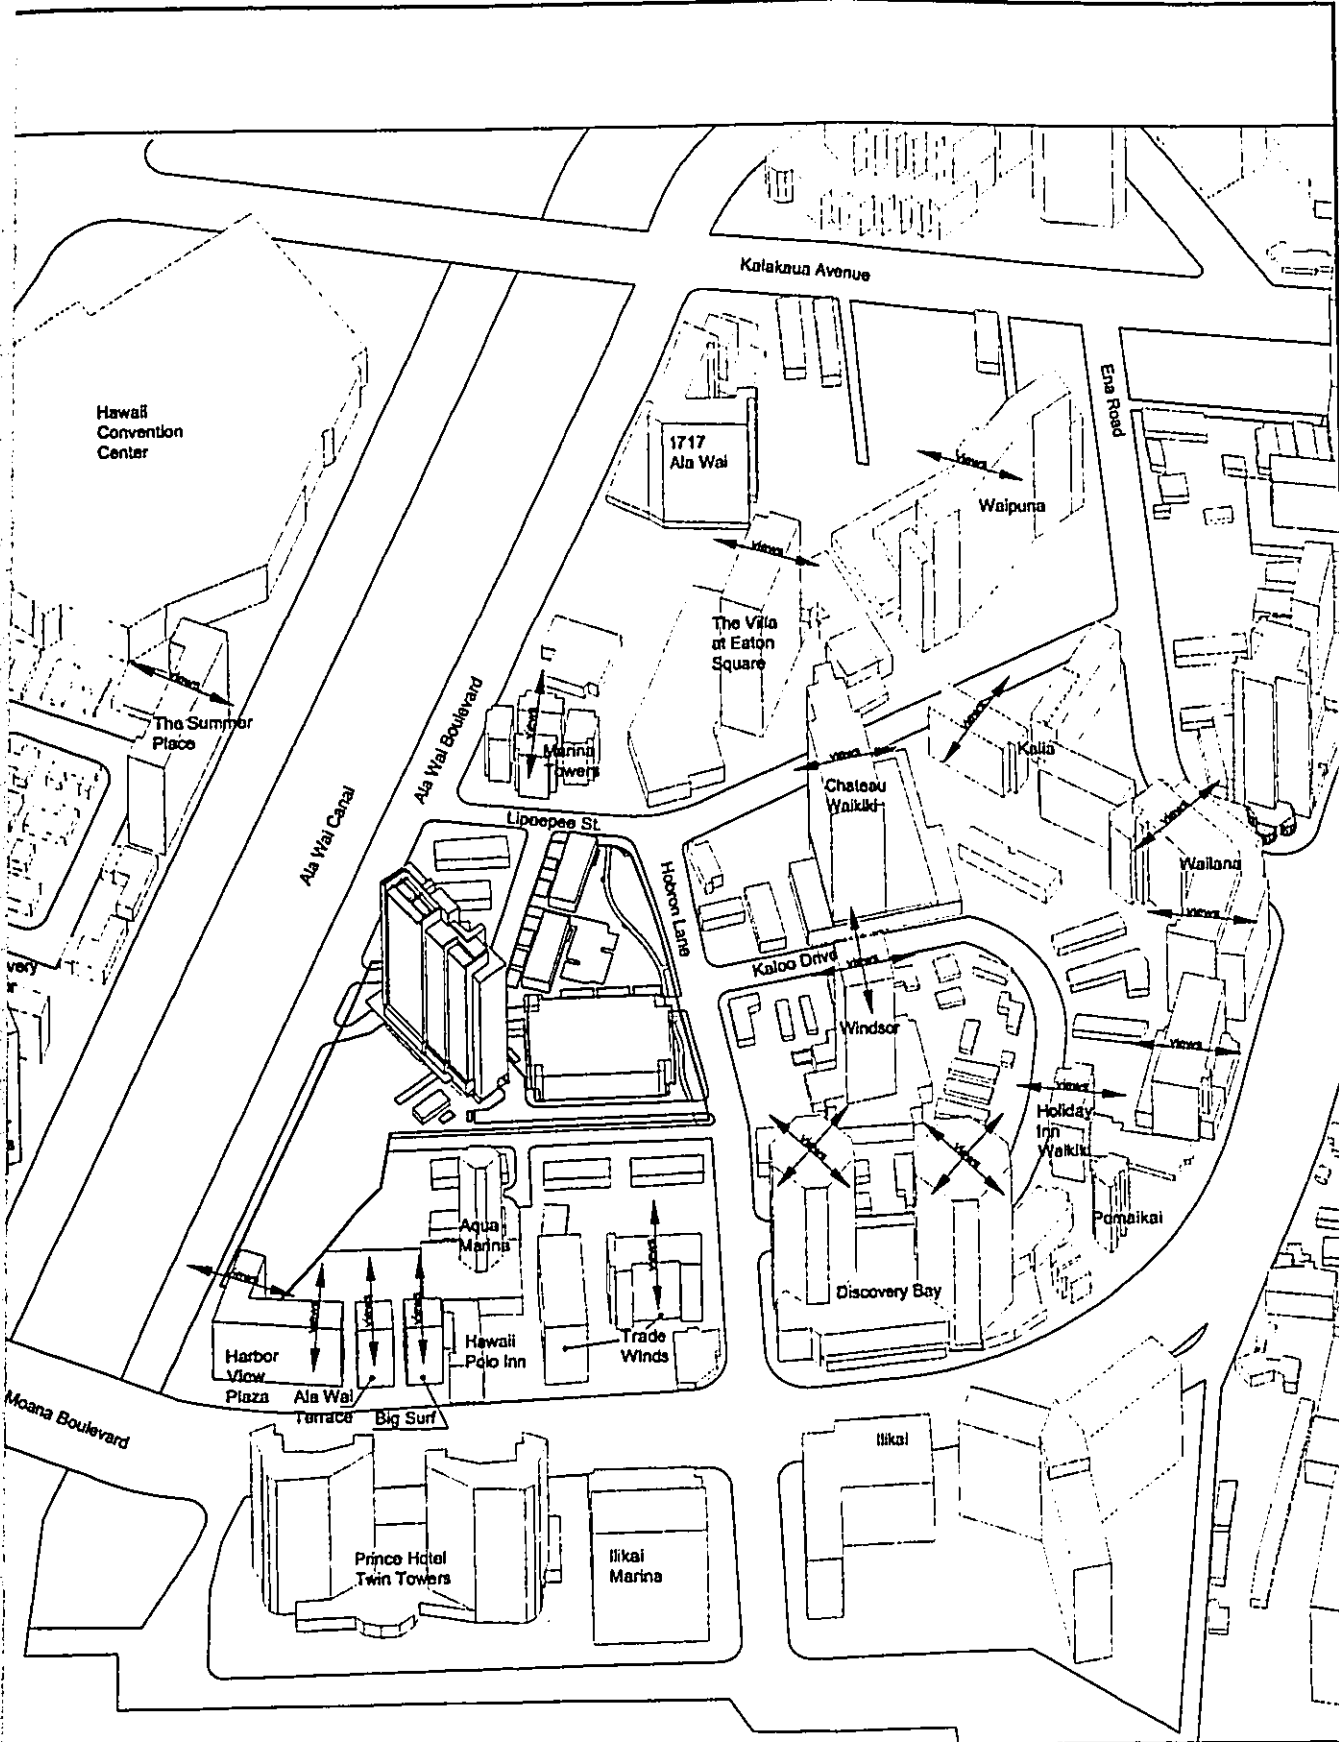 Kalakaua Avenue
Ena Road
Hawaii
Convention
Center
1717
Ala Wai
views
Waipuna
views
The Villa
at Eaton
Square
views
The Summer
Place
Ala Wai Boulevard
views
Marina
Towers
views
Kalia
views
Chateau
Waikiki
Ala Wai Canal
Lipoepee St.
Hobron Lane
views
Wailana
views
very
Kaloo Drive
views
Windsor
views
views
Holiday
Inn
Waikiki
views
views
Pomaikai
Aqua
Marina
views
views
views
views
views
Discovery Bay
Harbor
View
Plaza
Hawaii
Polo Inn
Trade
Winds
Ala Wai
Terrace
Big Surf
Moana Boulevard
Ilikai
Prince Hotel
Twin Towers
Ilikai
Marina